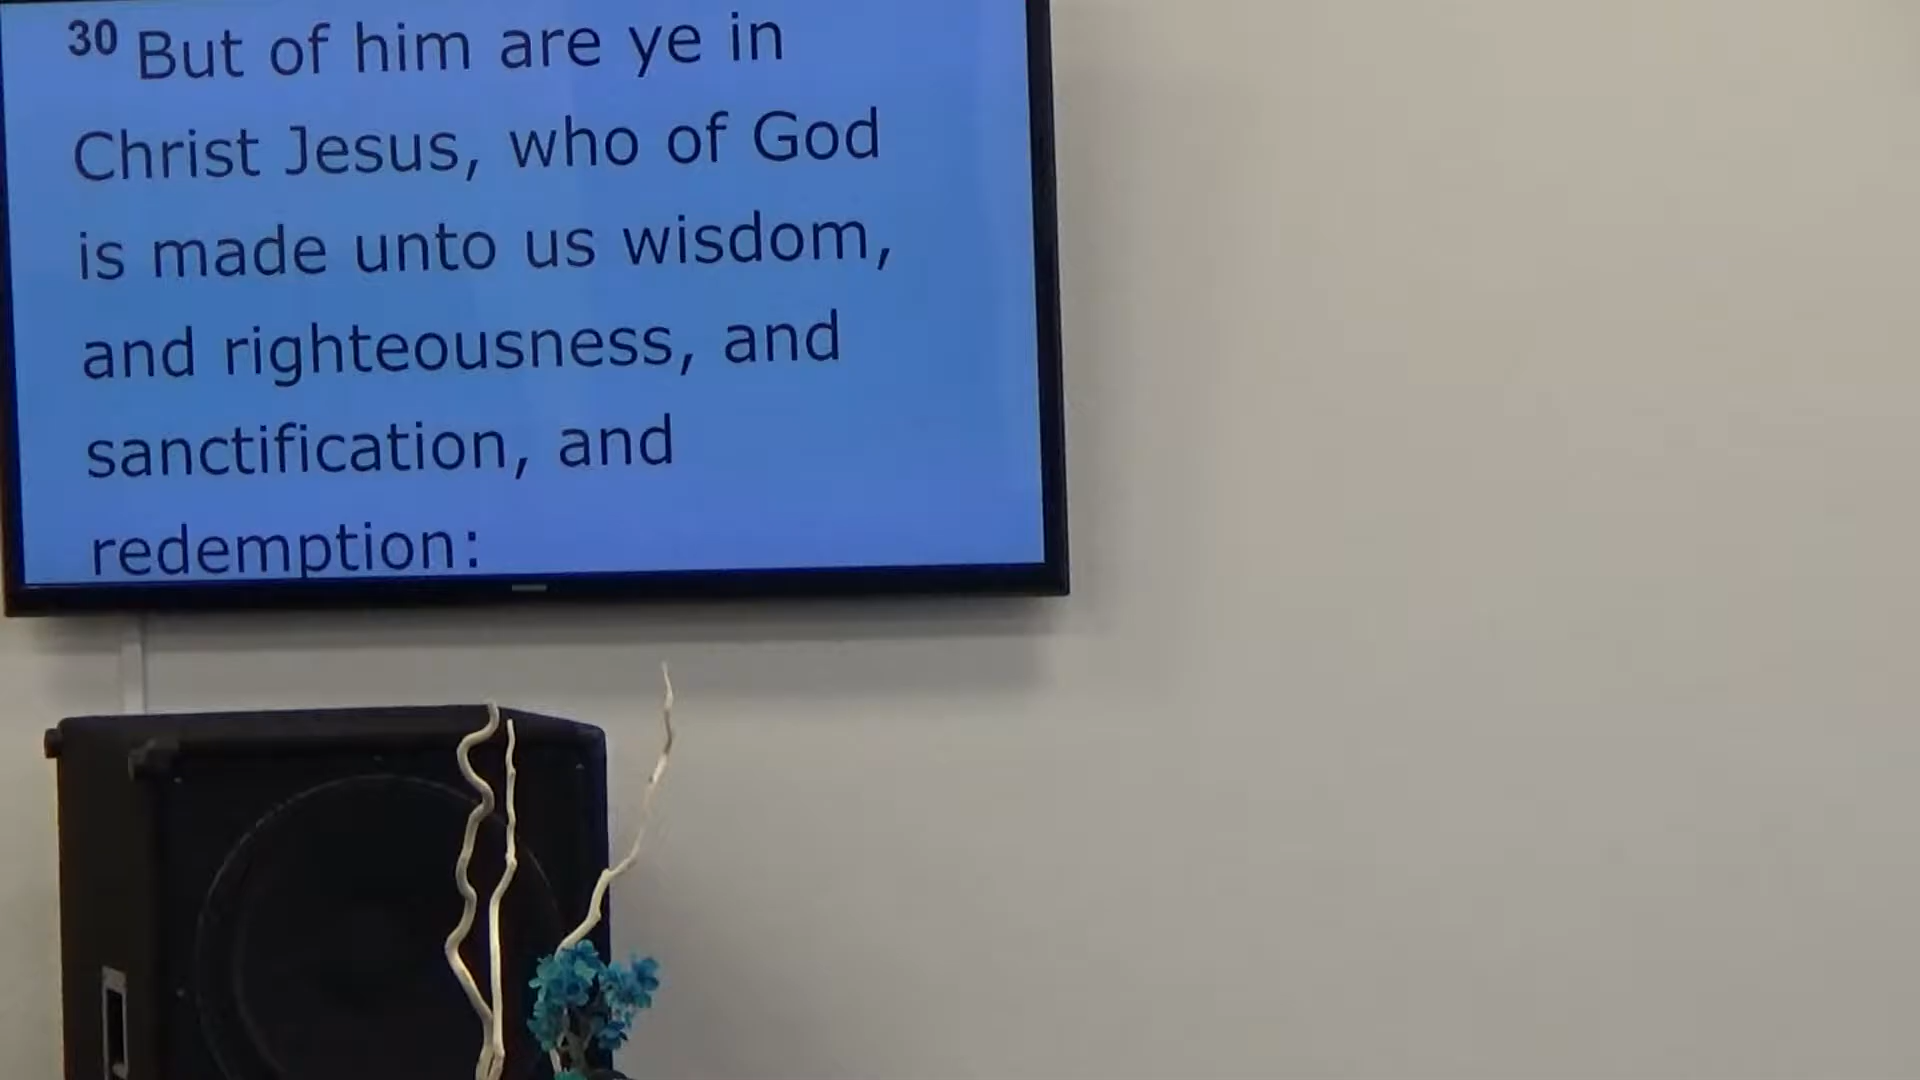 30 But of him are ye in
Christ Jesus, who of God
is made unto us wisdom,
and righteousness, and
sanctification, and
redemption: